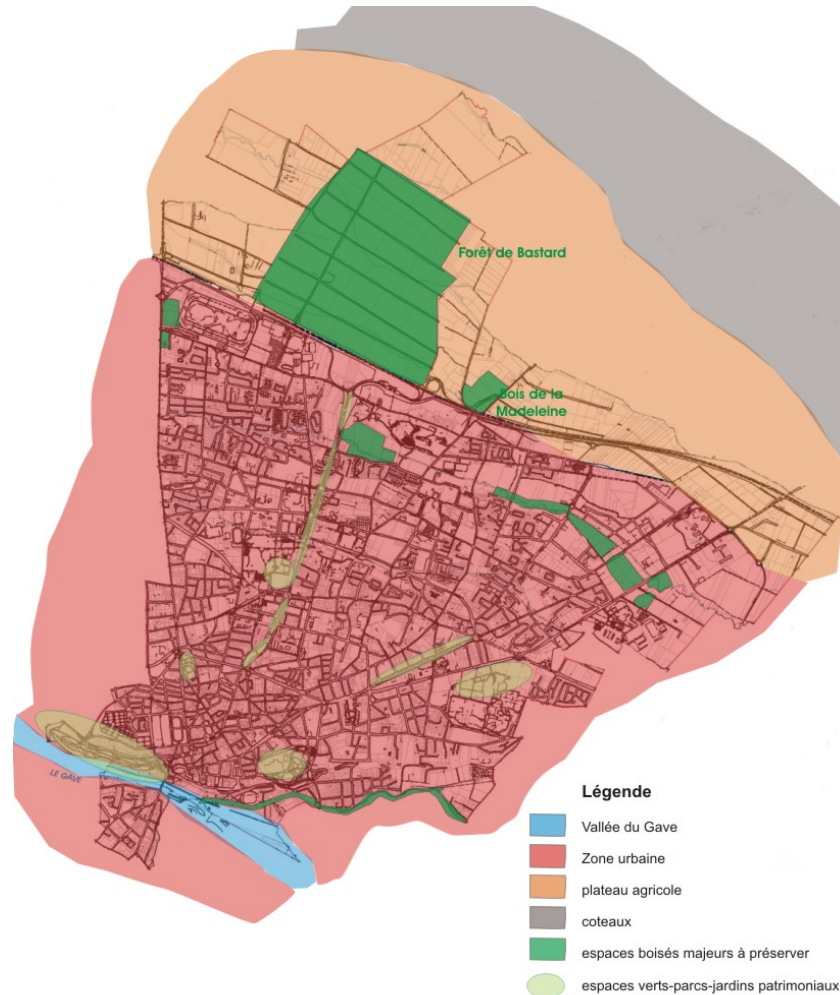 Forêt de Bastard
Bois de la
Madeleine
LE GAVE
Légende
Vallée du Gave
Zone urbaine
plateau agricole
coteaux
espaces boisés majeurs à préserver
espaces verts-parcs-jardins patrimoniaux